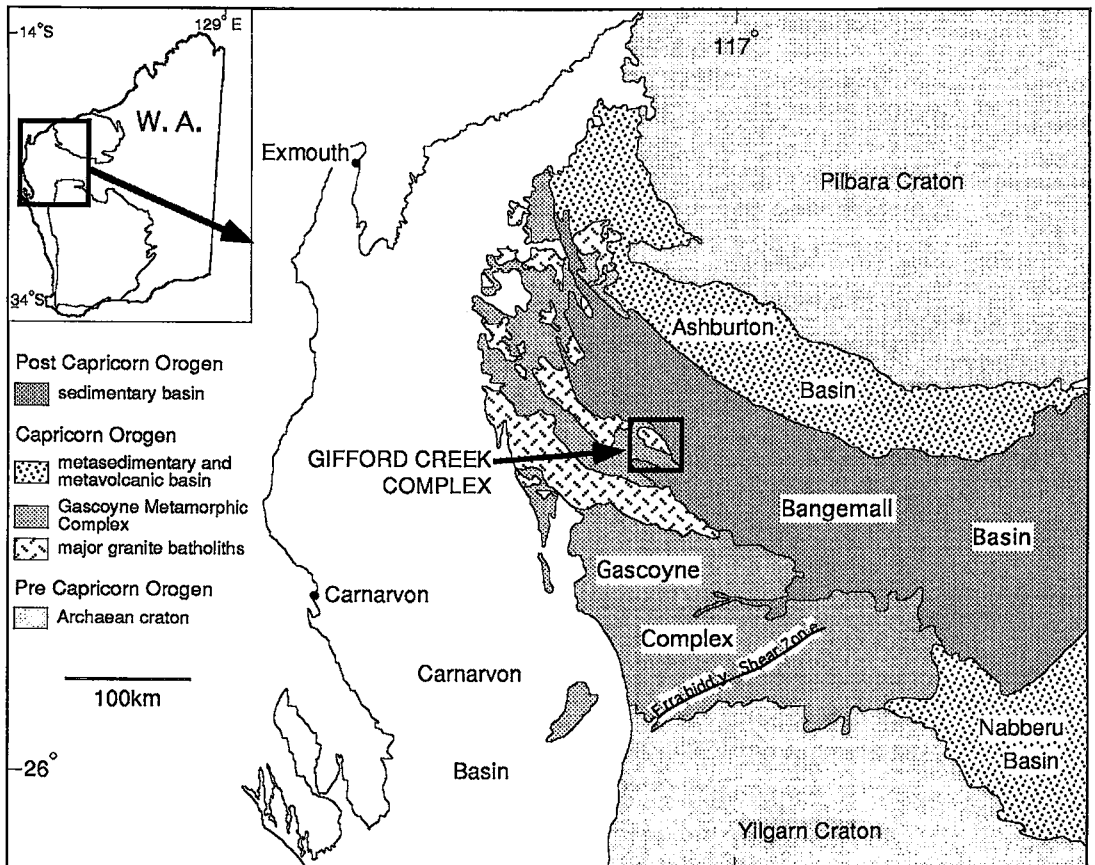 14°S
129° E
W. A.
34°S
117°
Exmouth
Pilbara Craton
Ashburton
Basin
Post Capricorn Orogen
sedimentary basin
Capricorn Orogen
metasedimentary and
metavolcanic basin
Gascoyne Metamorphic
Complex
major granite batholiths
Pre Capricorn Orogen
Archaean craton
100km
GIFFORD CREEK
COMPLEX
Bangemall
Basin
Gascoyne
Complex
Errabiddy Shear Zone
Carnarvon
Carnarvon
Basin
26°
Nabberu
Basin
Yilgarn Craton